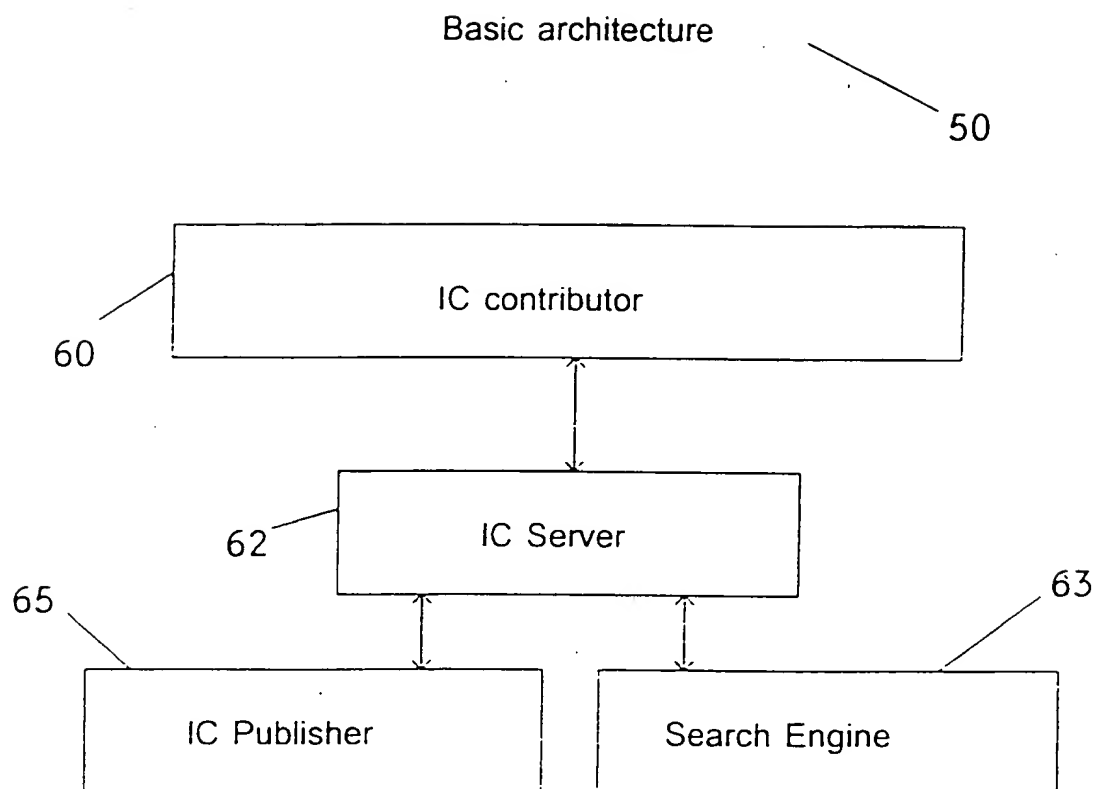 Basic architecture
50
IC contributor
60
IC Server
62
65
63
IC Publisher
Search Engine